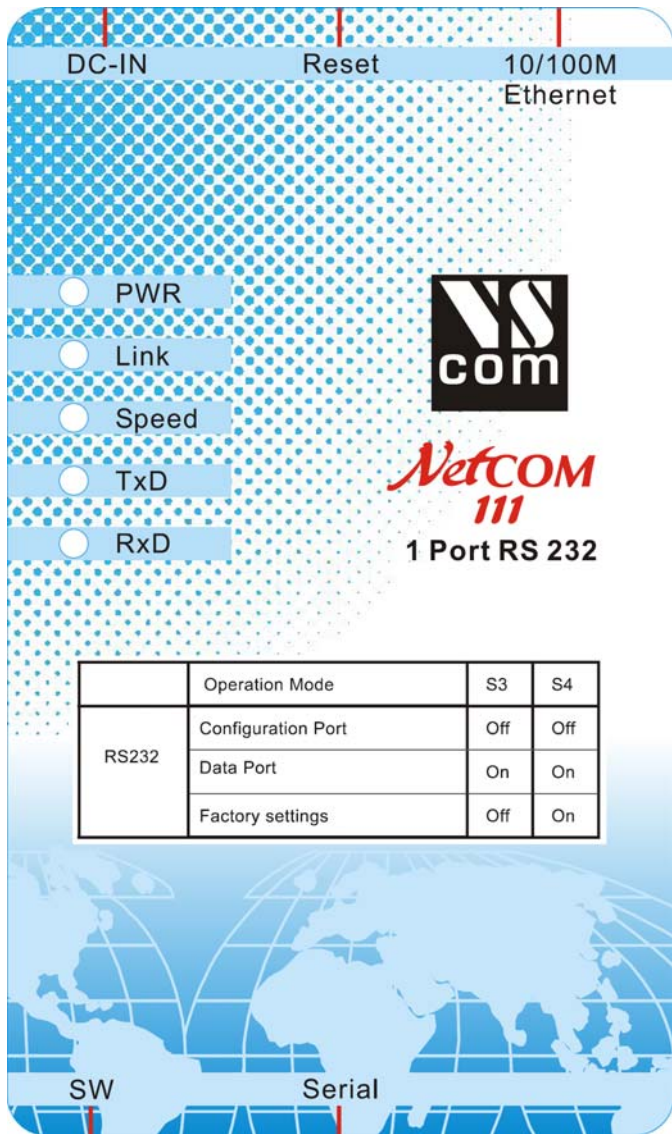 DC-IN Reset 10/100M
Ethernet
PWR
Link
Speed
TxD
RxD
VS
com
NetCOM
111
1 Port RS 232
Operation Mode S3 S4
RS232
Configuration Port Off Off
Data Port On On
Factory settings Off On
SW Serial